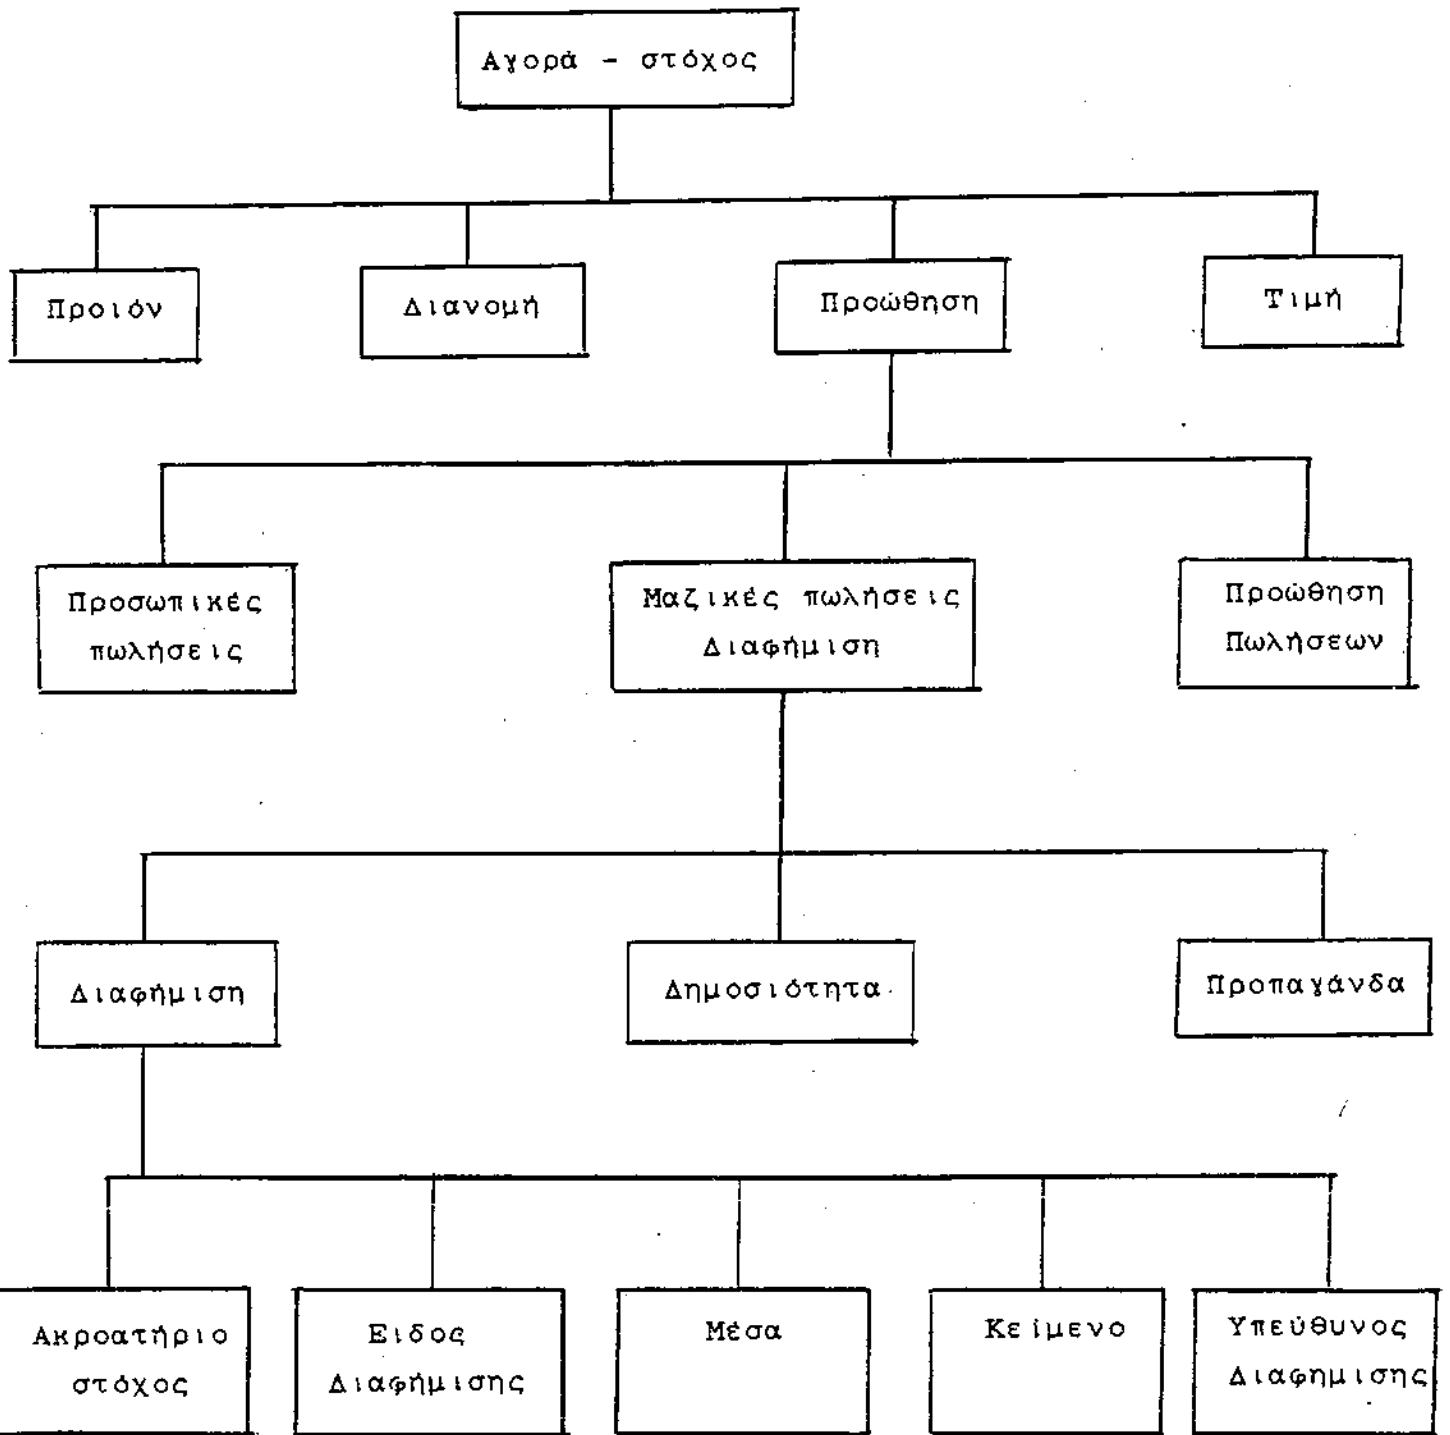 Αγορά - στόχος
Προιόν
Διανομή
Προώθηση
Τιμή
Προσωπικές
πωλήσεις
Μαζικές πωλήσεις
Διαφήμιση
Προώθηση
Πωλήσεων
Διαφήμιση
Δημοσιότητα
Προπαγάνδα
Ακροατήριο
στόχος
Ειδος
Διαφήμισης
Μέσα
Κείμενο
Υπεύθυνος
Διαφημισης